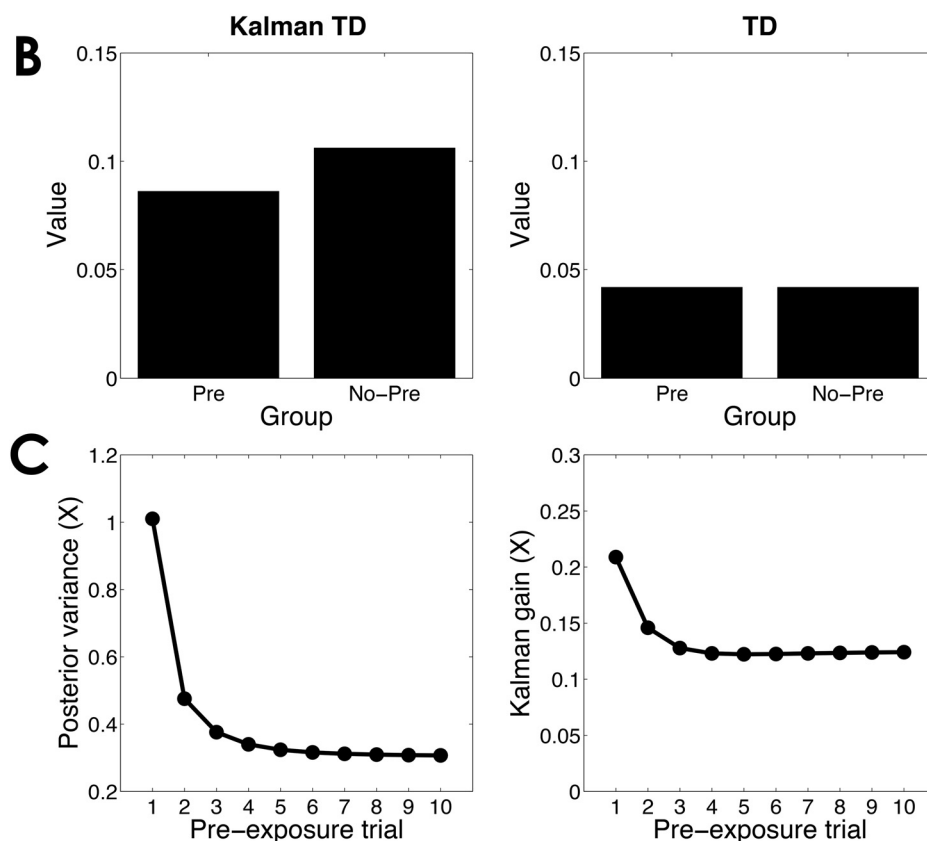 B
Kalman TD
0.15
0.1
0.05
0
Value
Pre
No−Pre
Group
TD
0.15
0.1
0.05
0
Value
Pre
No−Pre
Group
C
1.2
1
0.8
0.6
0.4
0.2
Posterior variance (X)
1 2 3 4 5 6 7 8 9 10
Pre−exposure trial
0.3
0.25
0.2
0.15
0.1
0.05
0
Kalman gain (X)
1 2 3 4 5 6 7 8 9 10
Pre−exposure trial